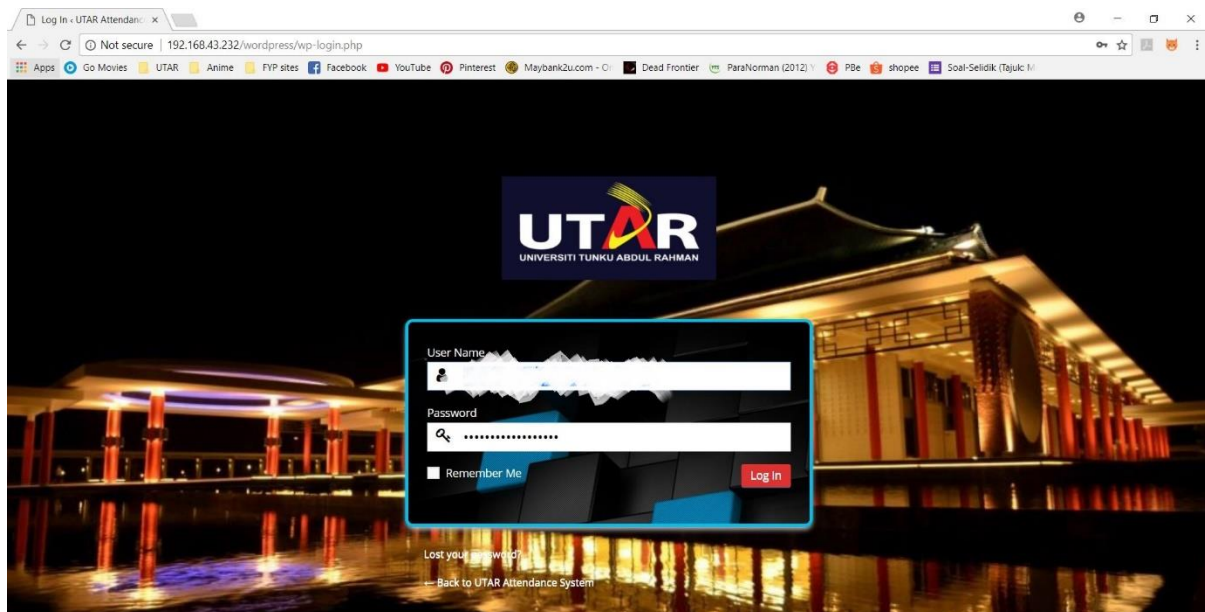 Log In ‹ UTAR Attendanc
Not secure | 192.168.43.232/wordpress/wp-login.php
Apps Go Movies UTAR Anime FYP sites Facebook YouTube Pinterest Maybank2u.com - O Dead Frontier ParaNorman (2012) Y PBe shopee Soal-Selidik (Tajuk: M
UTAR
UNIVERSITI TUNKU ABDUL RAHMAN
User Name
Password
Remember Me
Log In
Lost your password?
← Back to UTAR Attendance System